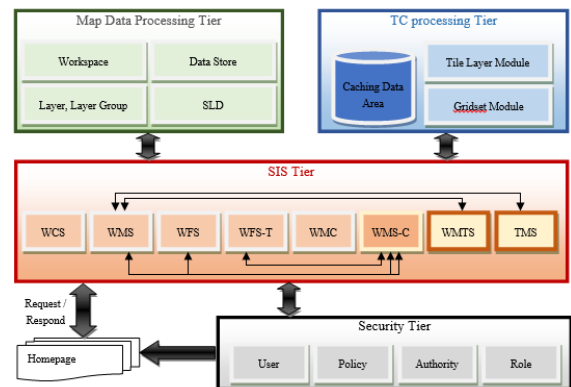 Map Data Processing Tier
Workspace
Data Store
Layer, Layer Group
SLD
TC processing Tier
Caching Data
Area
Tile Layer Module
Gridset Module
SIS Tier
WCS
WMS
WFS
WFS-T
WMC
WMS-C
WMTS
TMS
Request /
Respond
Homepage
Security Tier
User
Policy
Authority
Role